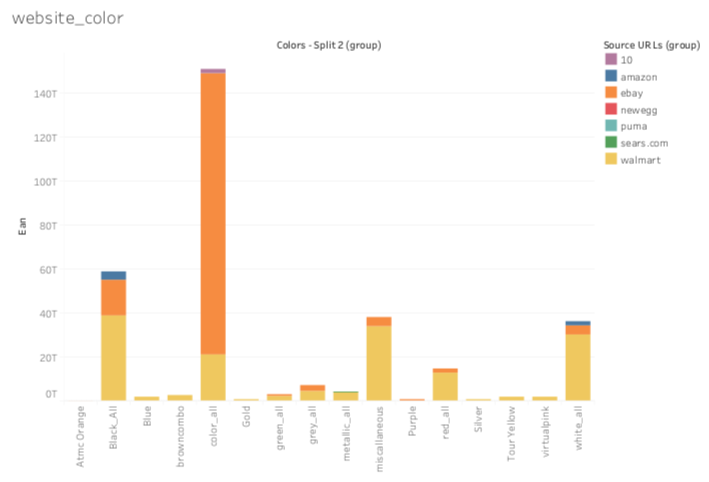 website_color
Colors - Split 2 (group)
Source URLs (group)
10
amazon
ebay
newegg
puma
sears.com
walmart
Ean
140T
120T
100T
80T
60T
40T
20T
0T
Atmc Orange
Black_All
Blue
browncombo
color_all
Gold
green_all
grey_all
metallic_all
miscallaneous
Purple
red_all
Silver
Tour Yellow
virtualpink
white_all